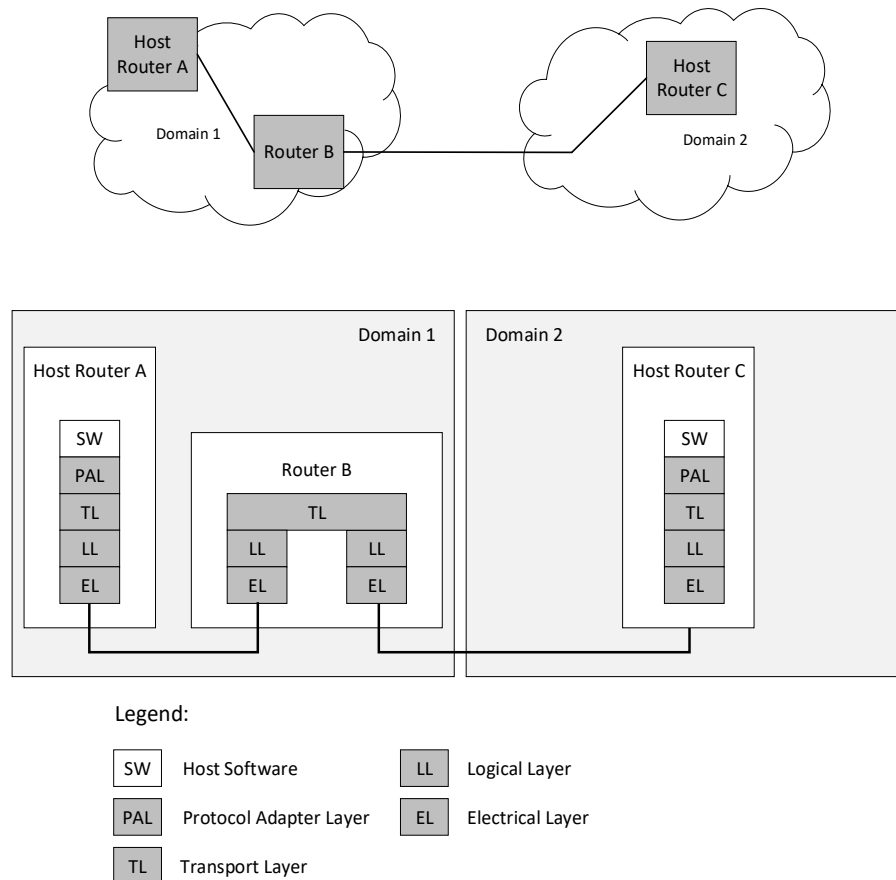 Host
Router A
Host
Router C
Domain 1
Router B
Domain 2
Domain 1
Domain 2
Host Router A
Host Router C
SW
PAL
TL
LL
EL
Router B
TL
LL
LL
EL
EL
SW
PAL
TL
LL
EL
Legend:
SW Host Software
LL Logical Layer
PAL Protocol Adapter Layer
EL Electrical Layer
TL Transport Layer